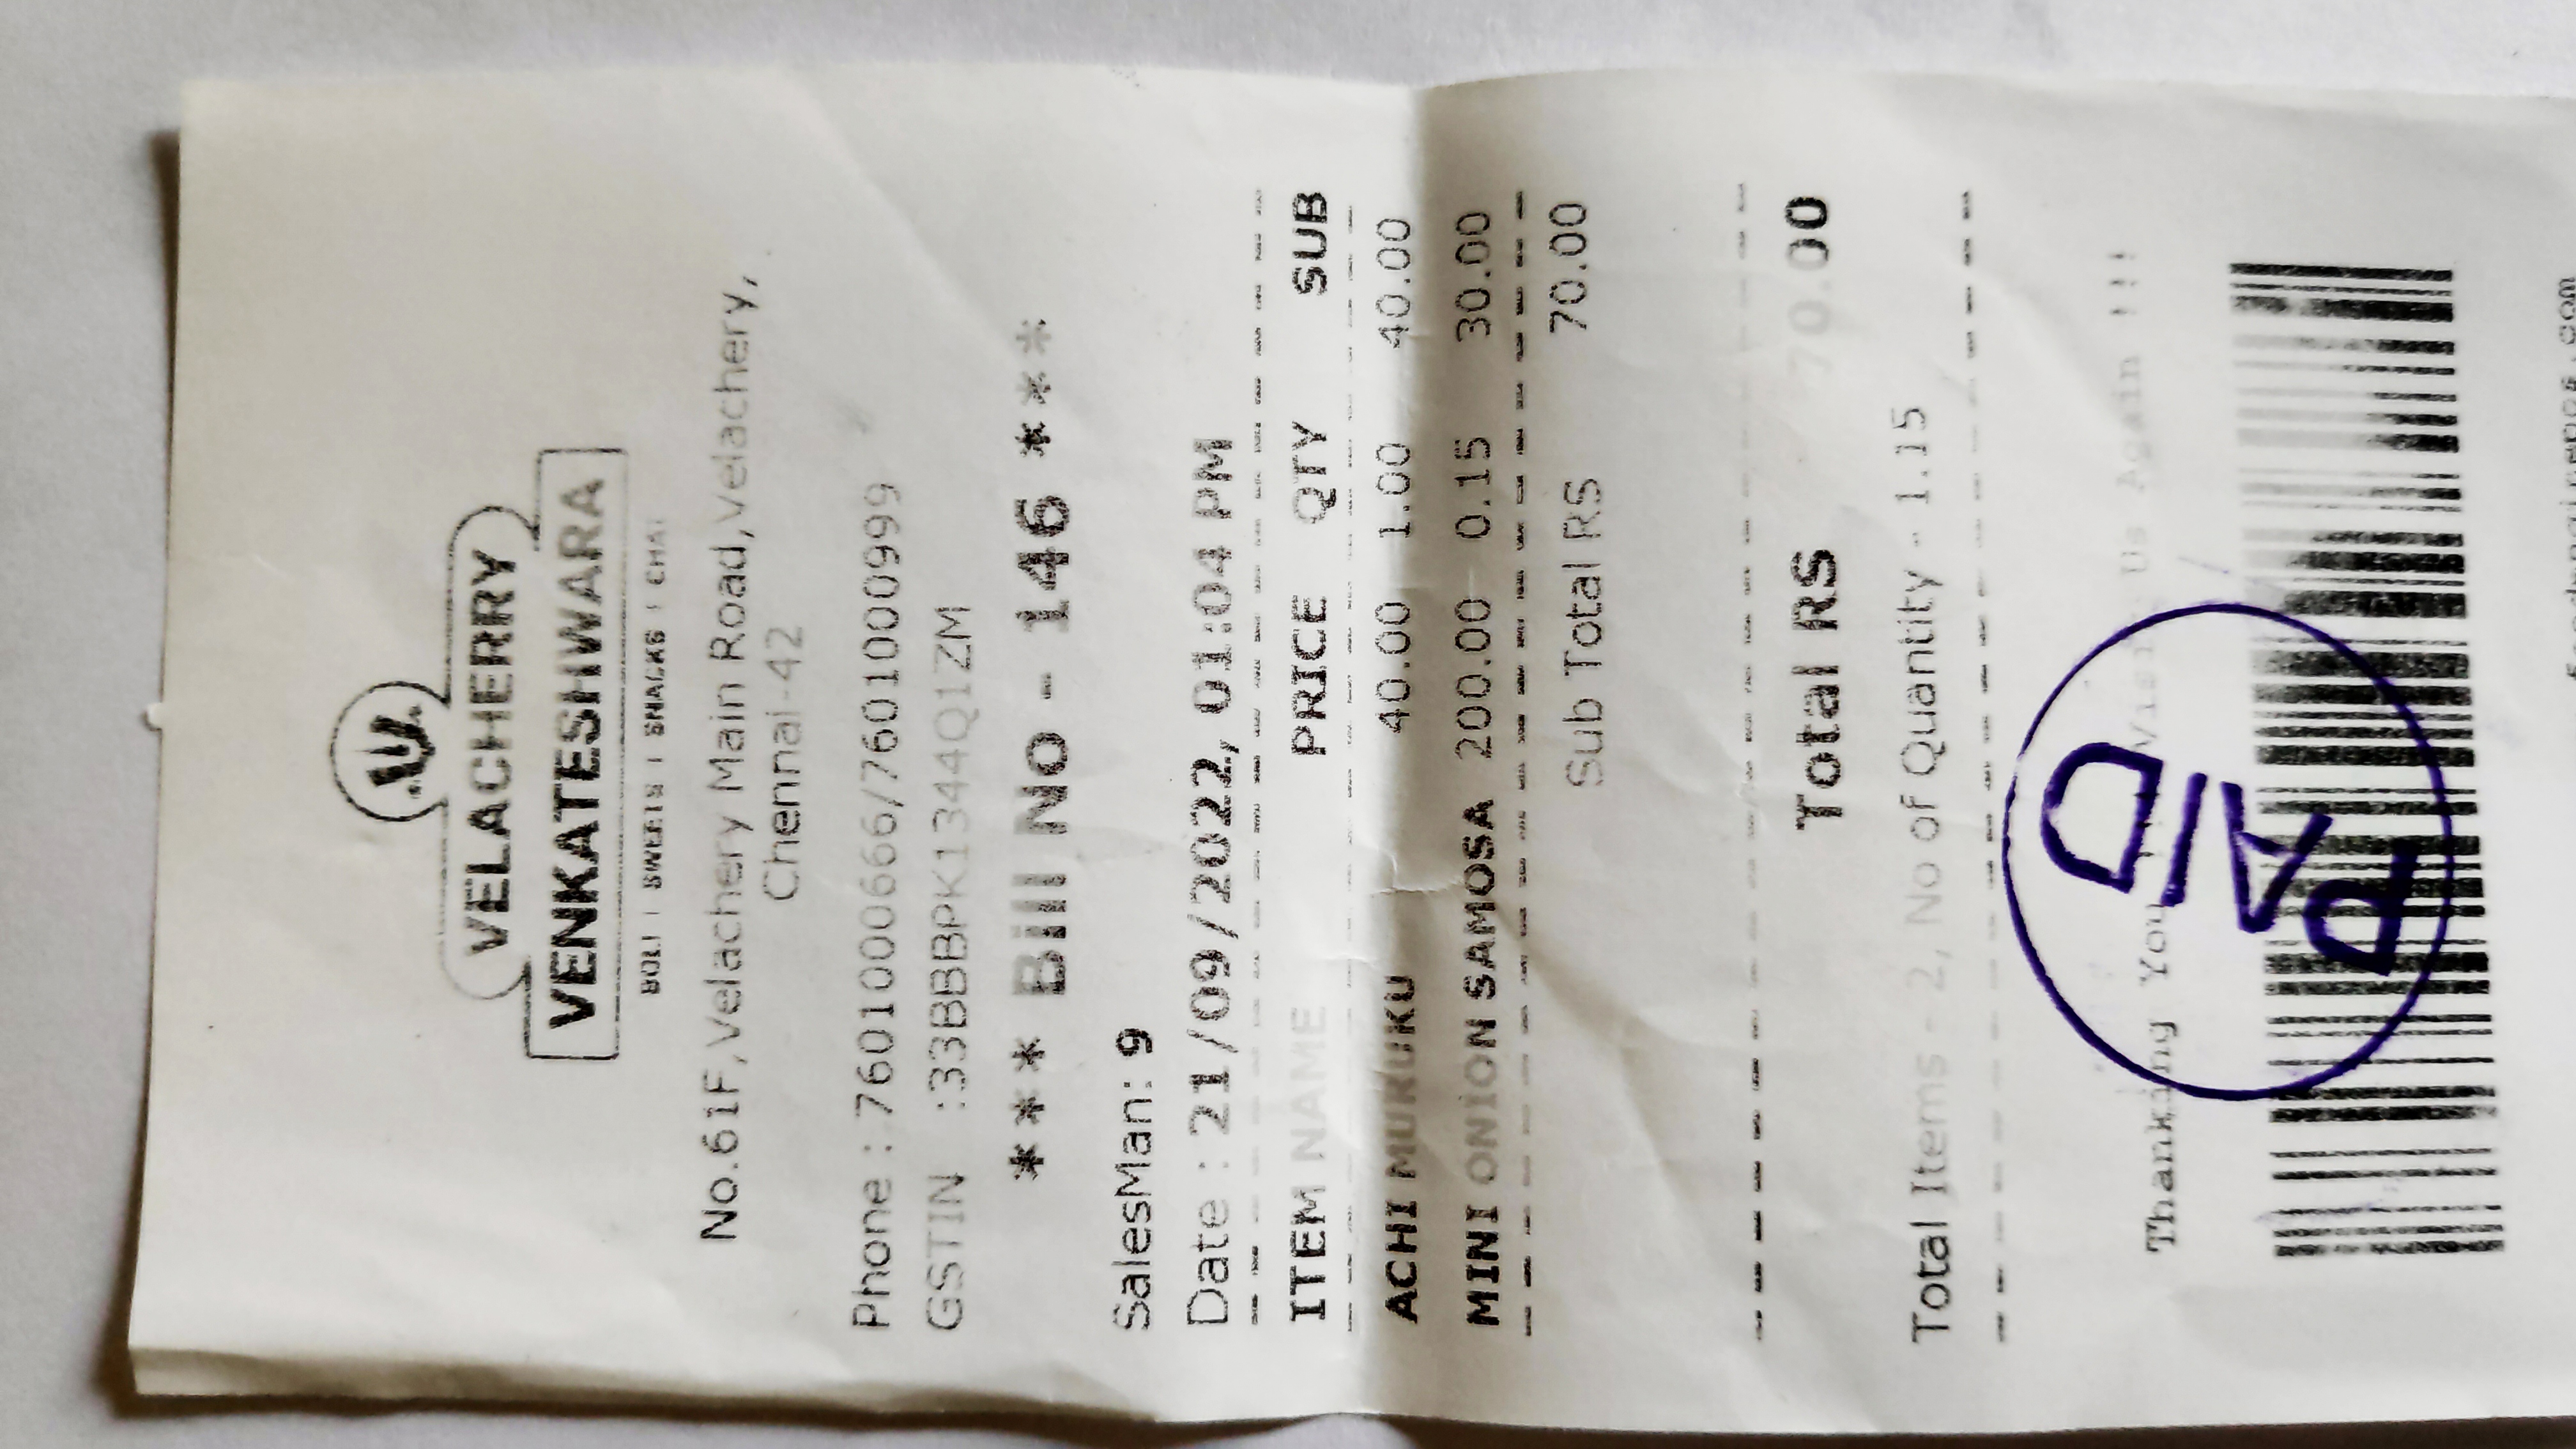 VELACHERRY
VENKATESHWARA
BOLI | SWEETS | SNACKS | CHAT
No.61F,Velachery Main Road,Velachery,
Chennai-42
Phone : 7601000666/7601000999
GSTIN :33BBBPK1344Q1ZM
*** Bill No - 146 ***
SalesMan: 9
Date : 21/09/2022, 01:04 PM
ITEM NAME PRICE QTY SUB
ACHI MURUKU 40.00 1.00 40.00
MINI ONION SAMOSA 200.00 0.15 30.00
Sub Total RS 70.00
Total RS 70.00
Total Items - 2, No of Quantity - 1.15
Thanking You !!! Visit Us Again !!!
PAID